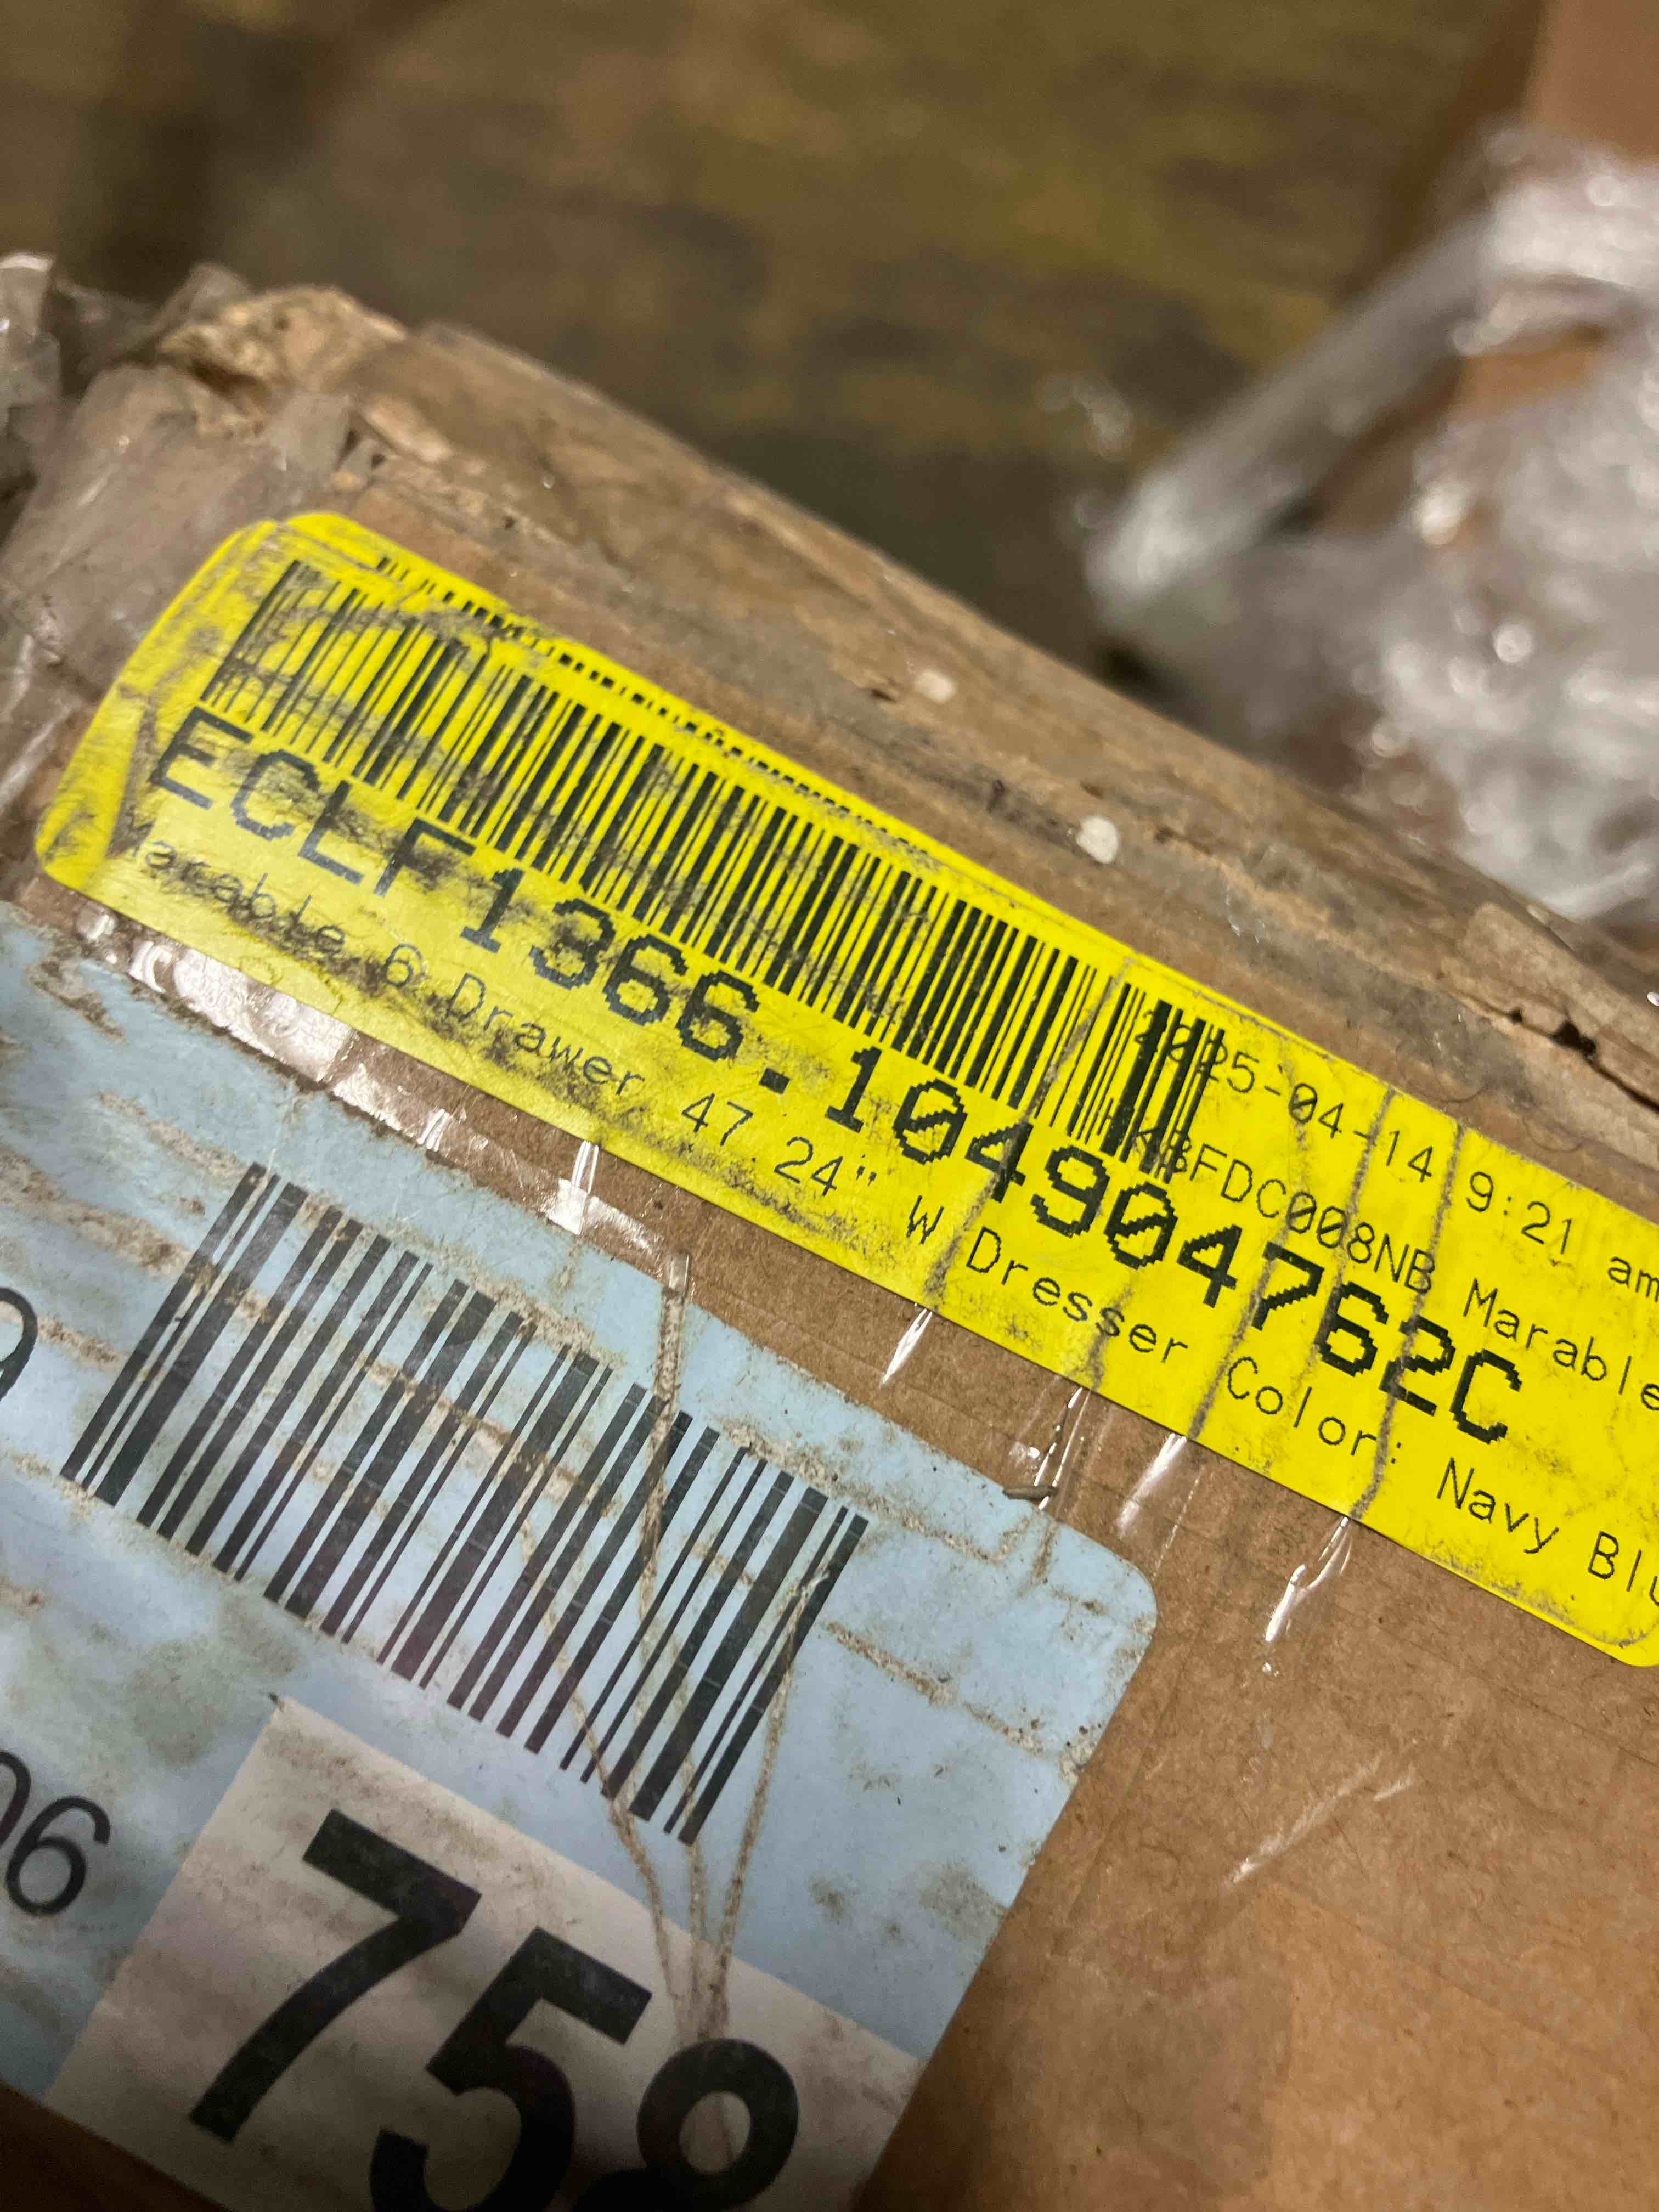 2025-04-14 9:21 am
Marable
ECLF1366-104904762C
Marable 6 Drawer 47.24" W Dresser Color: Navy Blu
9
06
758